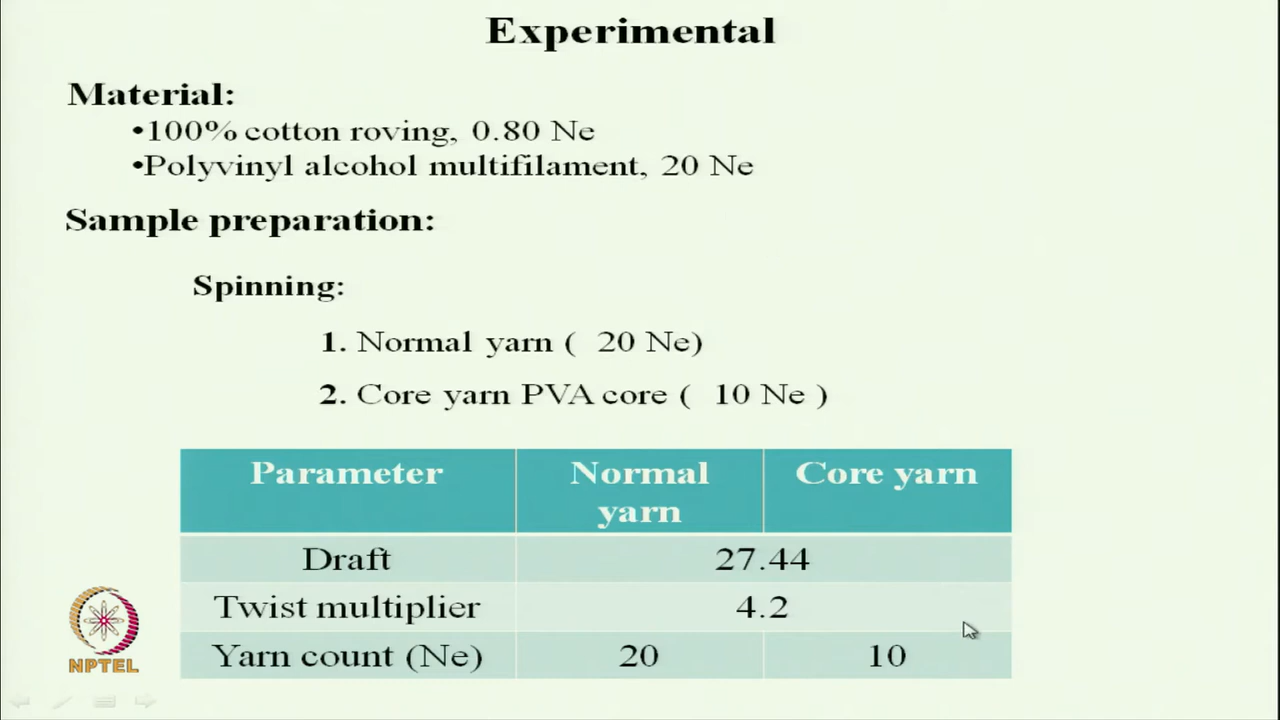 Experimental
Material:
•100% cotton roving, 0.80 Ne
•Polyvinyl alcohol multifilament, 20 Ne
Sample preparation:
Spinning:
1. Normal yarn ( 20 Ne)
2. Core yarn PVA core ( 10 Ne )
Parameter Normal yarn Core yarn
Draft 27.44
Twist multiplier 4.2
Yarn count (Ne) 20 10
NPTEL